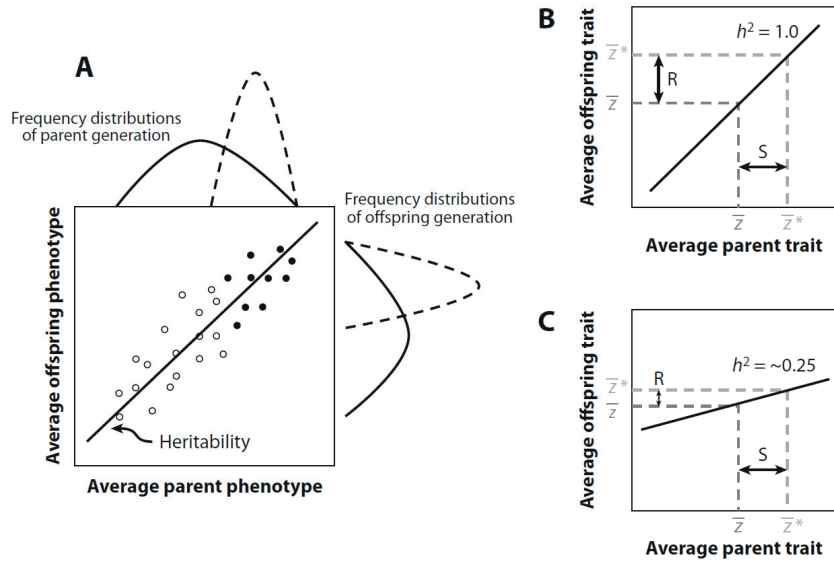 A
Frequency distributions
of parent generation
Frequency distributions
of offspring generation
Average offspring phenotype
Heritability
Average parent phenotype
B
Average offspring trait
h² = 1.0
z̅*
R
z̅
S
z̅
z̅*
Average parent trait
C
Average offspring trait
h² = ~0.25
z̅*
R
z̅
S
z̅
z̅*
Average parent trait